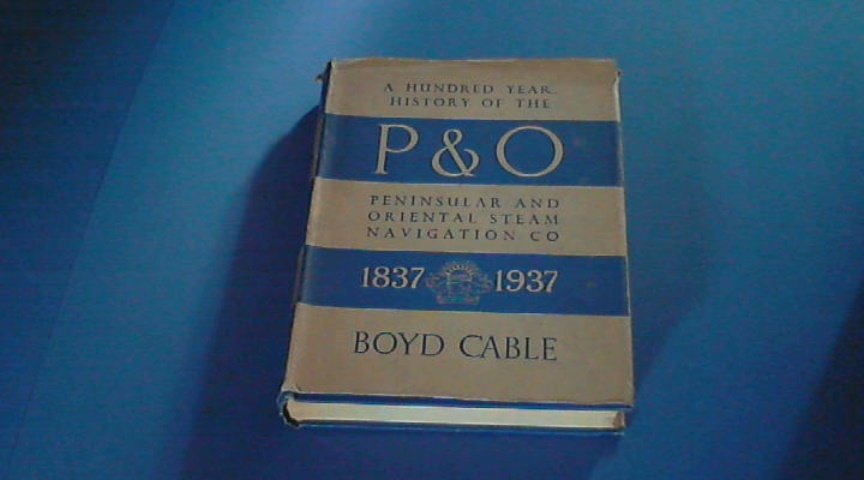 A HUNDRED YEAR
HISTORY OF THE
P & O
PENINSULAR AND
ORIENTAL STEAM
NAVIGATION CO
1837 1937
BOYD CABLE